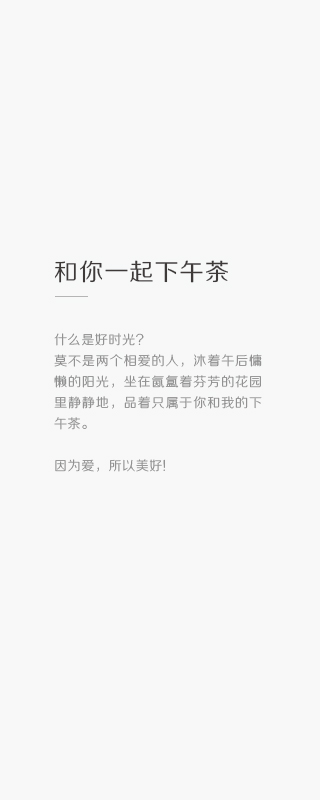 和你一起下午茶
什么是好时光?
莫不是两个相爱的人，沐着午后慵
懒的阳光，坐在氤氲着芬芳的花园
里静静地，品着只属于你和我的下
午茶。
因为爱，所以美好!